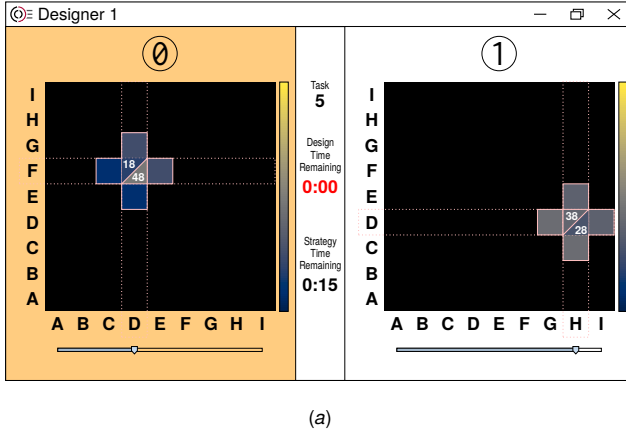 Designer 1
0
I
H
G
F
E
D
C
B
A
18
48
A B C D E F G H I
Task
5
Design
Time
Remaining
0:00
Strategy
Time
Remaining
0:15
1
I
H
G
F
E
D
C
B
A
38
28
A B C D E F G H I
(a)